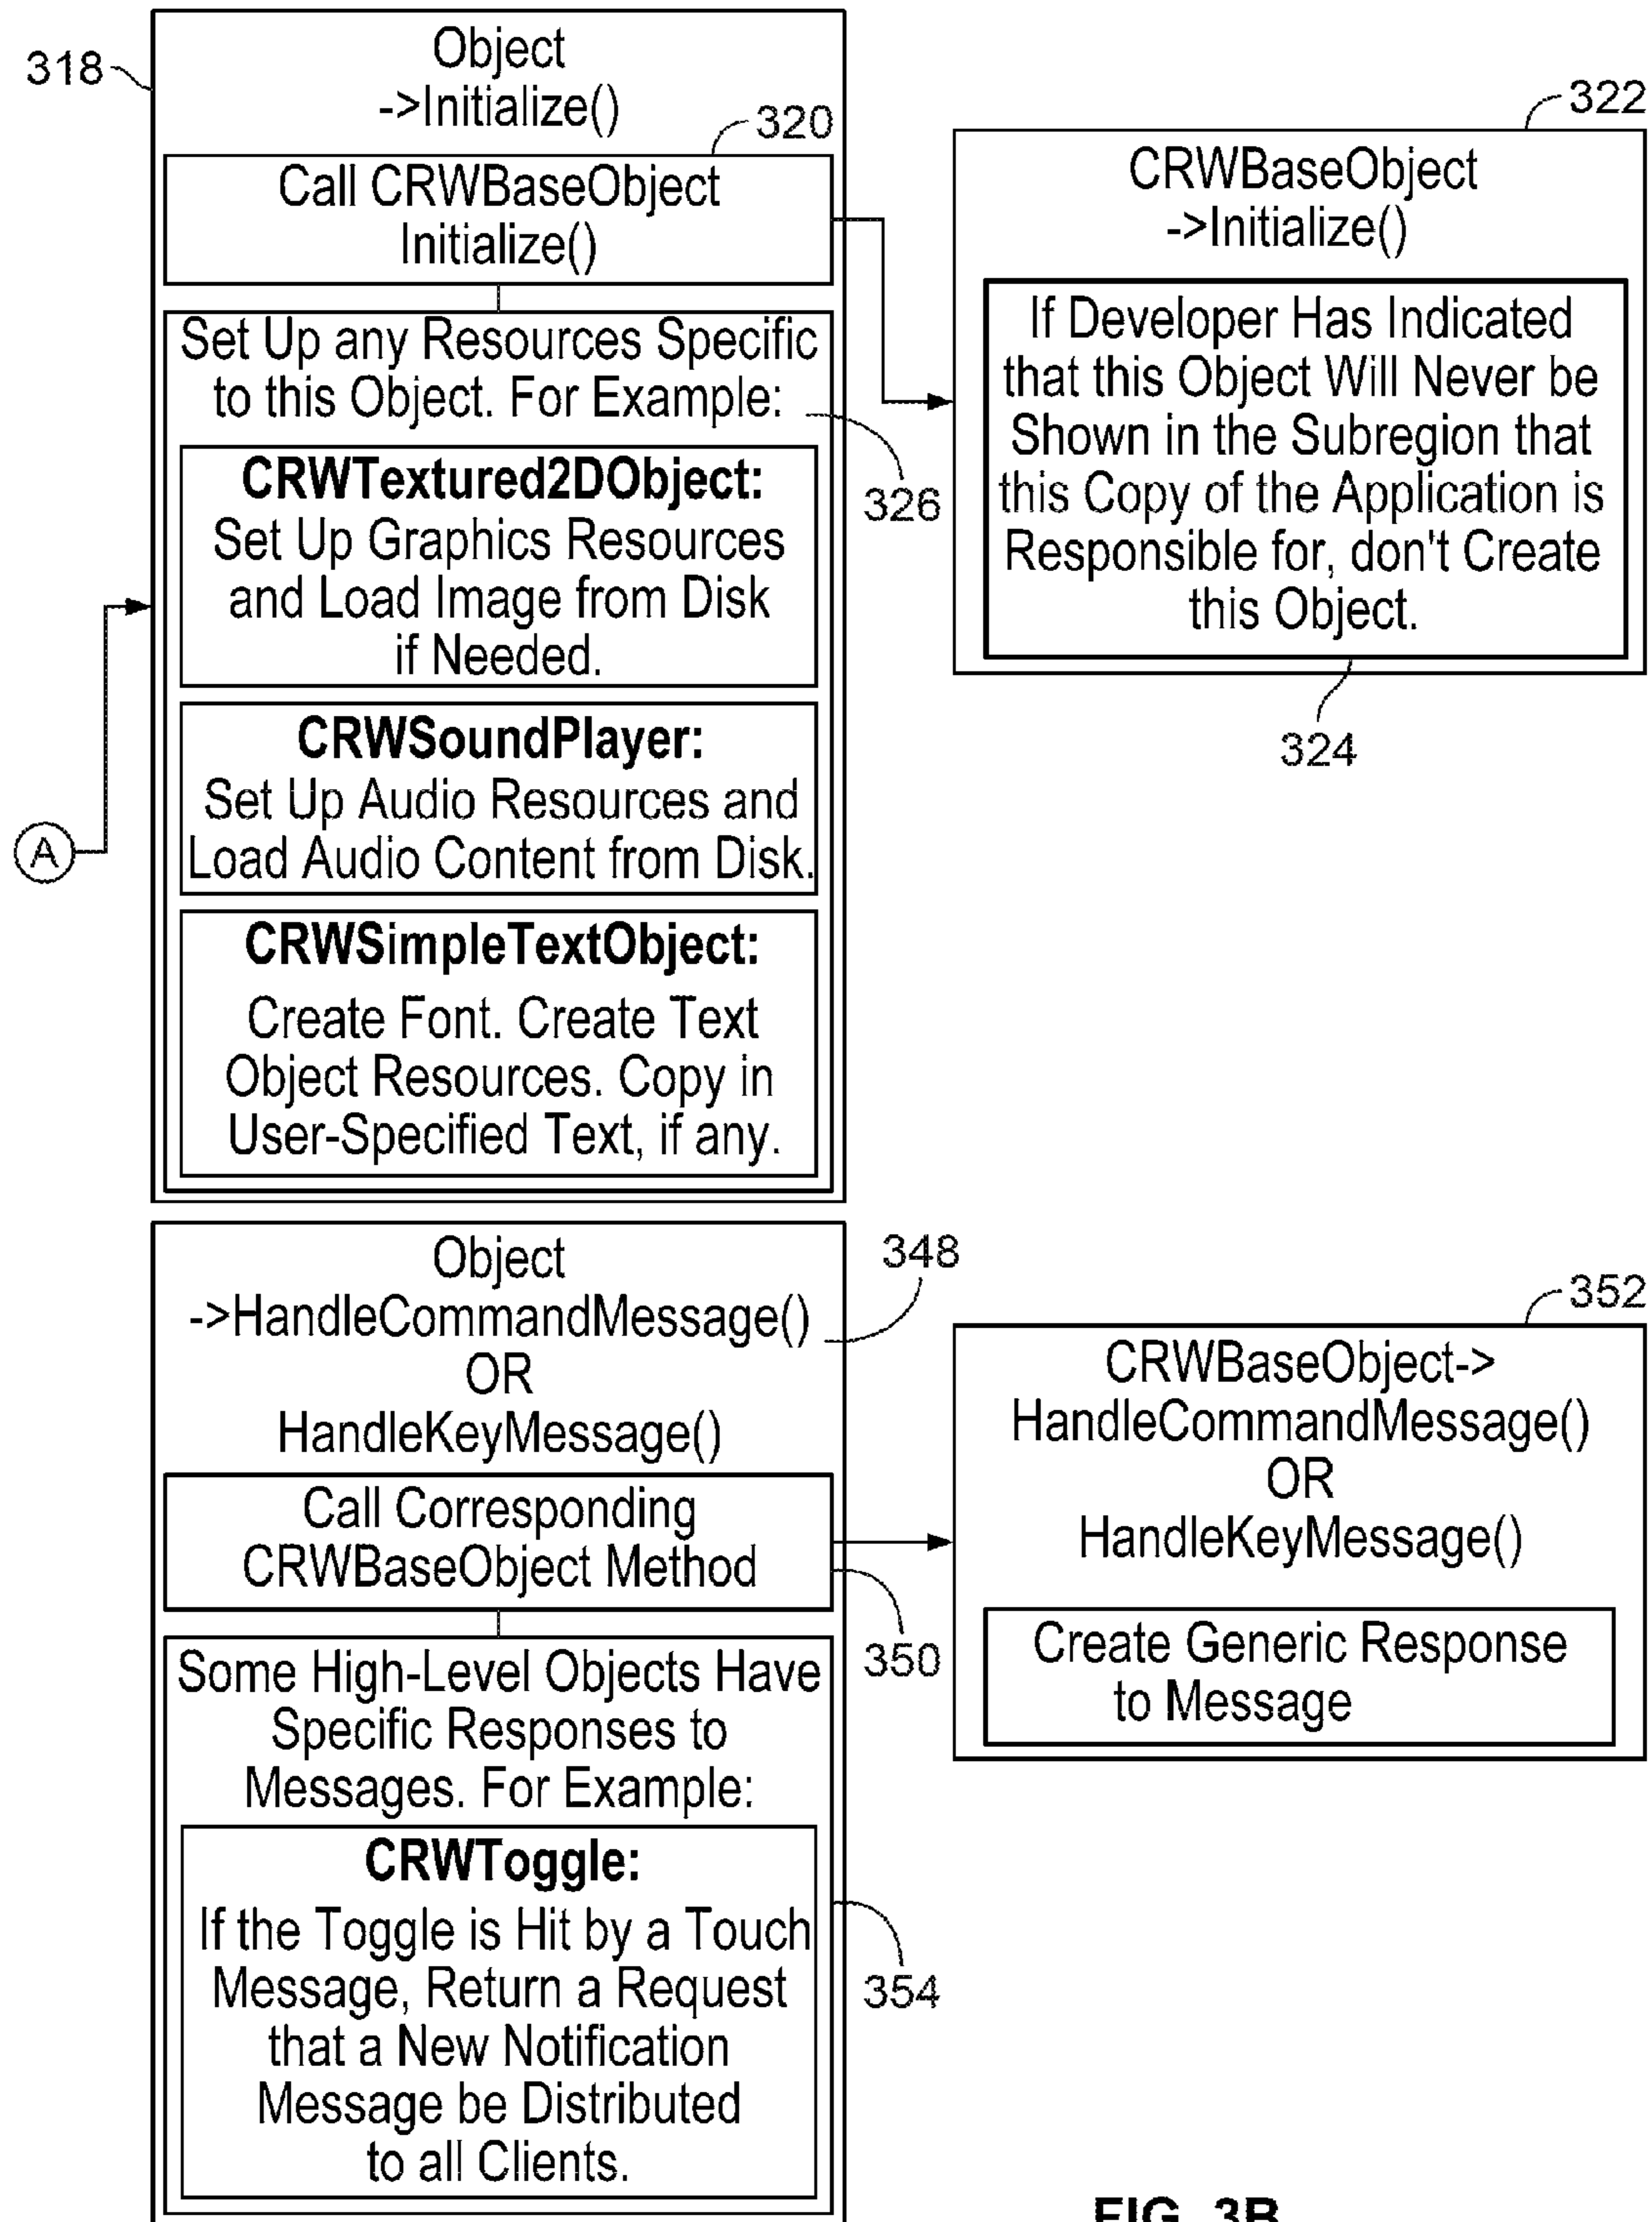 318
Object
->Initialize()
320
Call CRWBaseObject
Initialize()
Set Up any Resources Specific
to this Object. For Example:
326
CRWTextured2DObject:
Set Up Graphics Resources
and Load Image from Disk
if Needed.
CRWSoundPlayer:
Set Up Audio Resources and
Load Audio Content from Disk.
A
CRWSimpleTextObject:
Create Font. Create Text
Object Resources. Copy in
User-Specified Text, if any.
322
CRWBaseObject
->Initialize()
If Developer Has Indicated
that this Object Will Never be
Shown in the Subregion that
this Copy of the Application is
Responsible for, don't Create
this Object.
324
Object
->HandleCommandMessage()
OR
HandleKeyMessage()
348
Call Corresponding
CRWBaseObject Method
350
Some High-Level Objects Have
Specific Responses to
Messages. For Example:
CRWToggle:
If the Toggle is Hit by a Touch
Message, Return a Request
that a New Notification
Message be Distributed
to all Clients.
354
352
CRWBaseObject->
HandleCommandMessage()
OR
HandleKeyMessage()
Create Generic Response
to Message
FIG. 3B